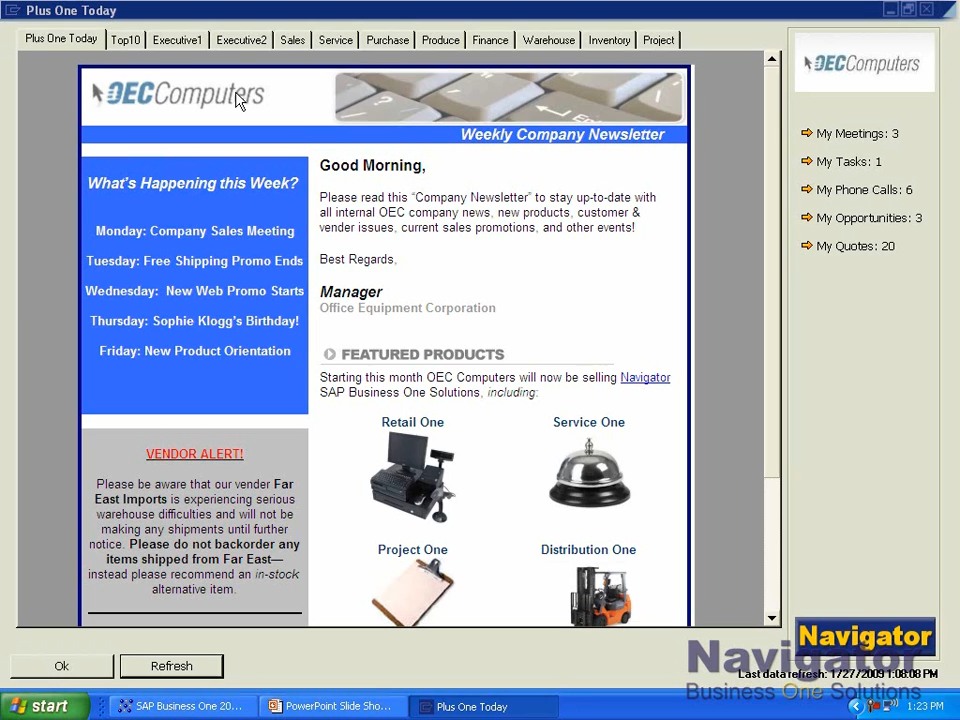 Plus One Today
Plus One Today Top10 Executive1 Executive2 Sales Service Purchase Produce Finance Warehouse Inventory Project
OECComputers
Weekly Company Newsletter
What's Happening this Week?
Monday: Company Sales Meeting
Tuesday: Free Shipping Promo Ends
Wednesday: New Web Promo Starts
Thursday: Sophie Klogg's Birthday!
Friday: New Product Orientation
VENDOR ALERT!
Please be aware that our vender Far
East Imports is experiencing serious
warehouse difficulties and will not be
making any shipments until further
notice. Please do not backorder any
items shipped from Far East—
instead please recommend an in-stock
alternative item.
Good Morning,
Please read this "Company Newsletter" to stay up-to-date with
all internal OEC company news, new products, customer &
vender issues, current sales promotions, and other events!
Best Regards,
Manager
Office Equipment Corporation
FEATURED PRODUCTS
Starting this month OEC Computers will now be selling Navigator
SAP Business One Solutions, including:
Retail One
Service One
Project One
Distribution One
OECComputers
My Meetings: 3
My Tasks: 1
My Phone Calls: 6
My Opportunities: 3
My Quotes: 20
Navigator
Navigator
Last data refresh: 1/27/2009 1:08:08 PM
Business One Solutions
Ok
Refresh
start
SAP Business One 20...
PowerPoint Slide Sho...
Plus One Today
1:23 PM